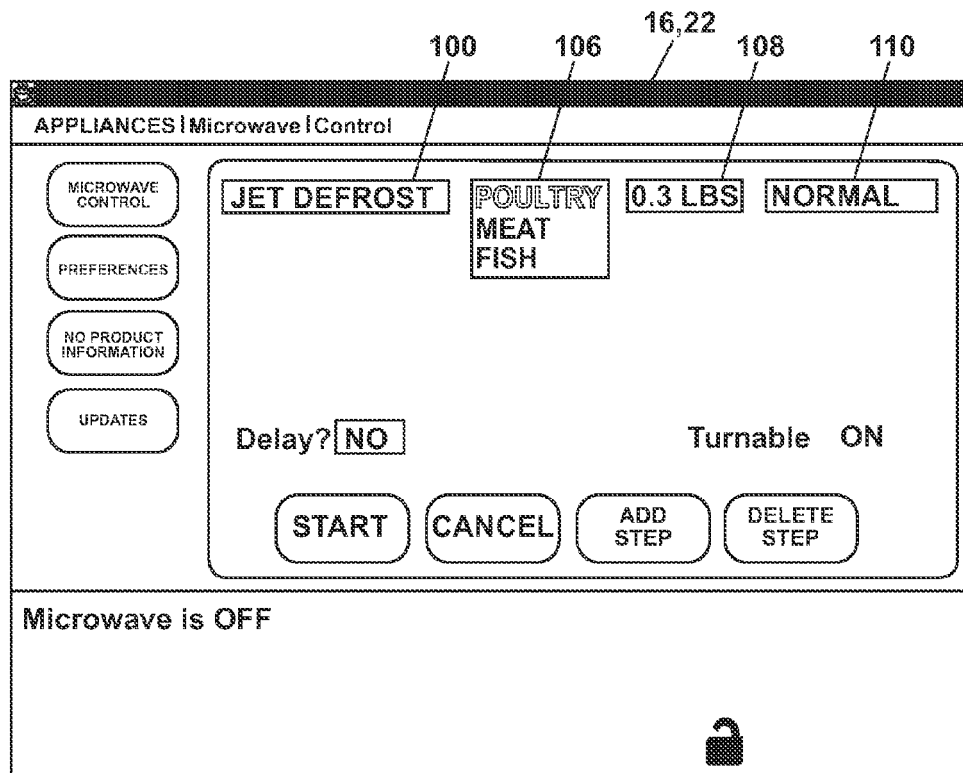 16,22
100 106 108 110
APPLIANCES | Microwave | Control
MICROWAVE
CONTROL
PREFERENCES
NO PRODUCT
INFORMATION
UPDATES
JET DEFROST POULTRY 0.3 LBS NORMAL
MEAT
FISH
Delay? NO Turnable ON
START CANCEL ADD STEP DELETE STEP
Microwave is OFF